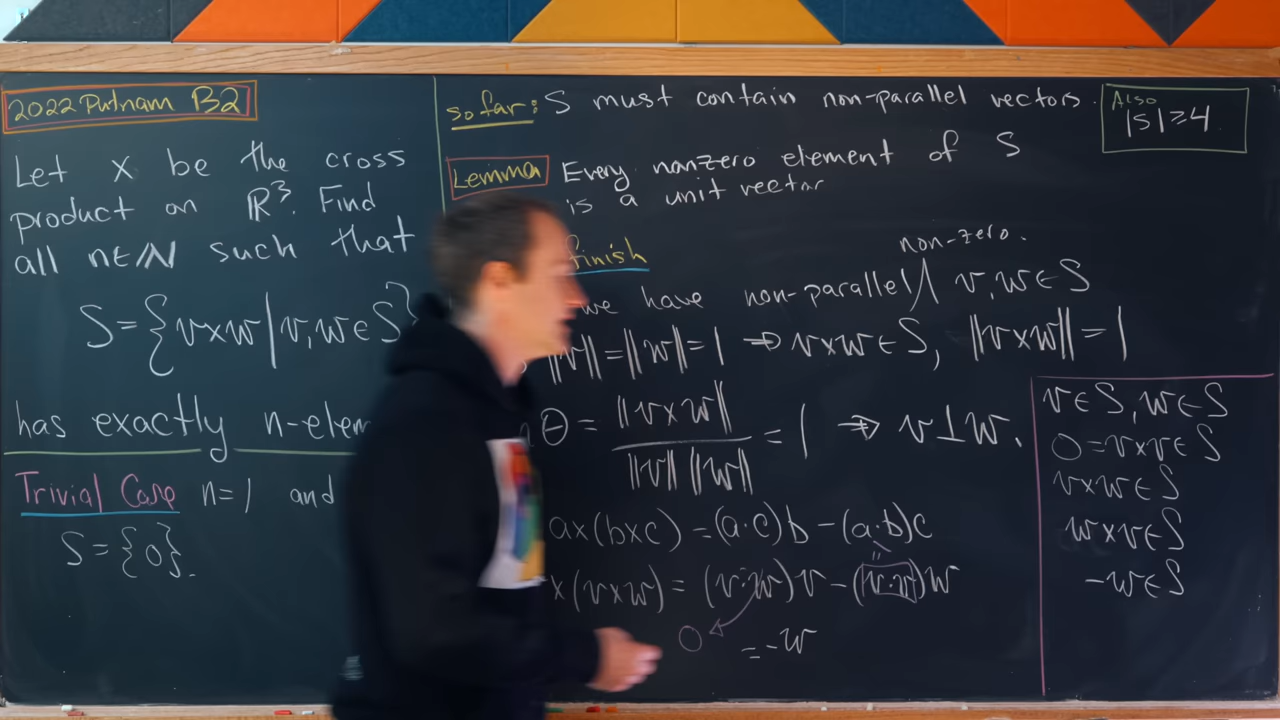 2022 Putnam B2
Let × be the cross
product on ℝ³. Find
all n∈ℕ such that
S={v×w|v,w∈S}
has exactly n-elem
Trivial Case n=1 and
S={0}.
so far: S must contain non-parallel vectors.
Also
|S|≥4
Lemma Every nonzero element of S
is a unit vector
finish
non-zero.
we have non-parallel v,w∈S
‖v‖=‖w‖=1 ⇒ v×w∈S, ‖v×w‖=1
θ = ‖v×w‖ / ‖v‖‖w‖ = 1 ⇒ v⊥w.
a×(b×c)=(a·c)b-(a·b)c
×(v×w)=(v·w)v-(v·v)w
0 =-w
v∈S, w∈S
0=v×v∈S
v×w∈S
w×v∈S
-w∈S